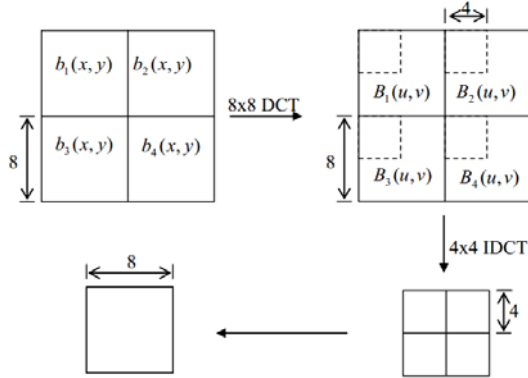 4
b₁(x, y) b₂(x, y)
B₁(u, v) B₂(u, v)
8x8 DCT
8 b₃(x, y) b₄(x, y)
8 B₃(u, v) B₄(u, v)
4x4 IDCT
8
4